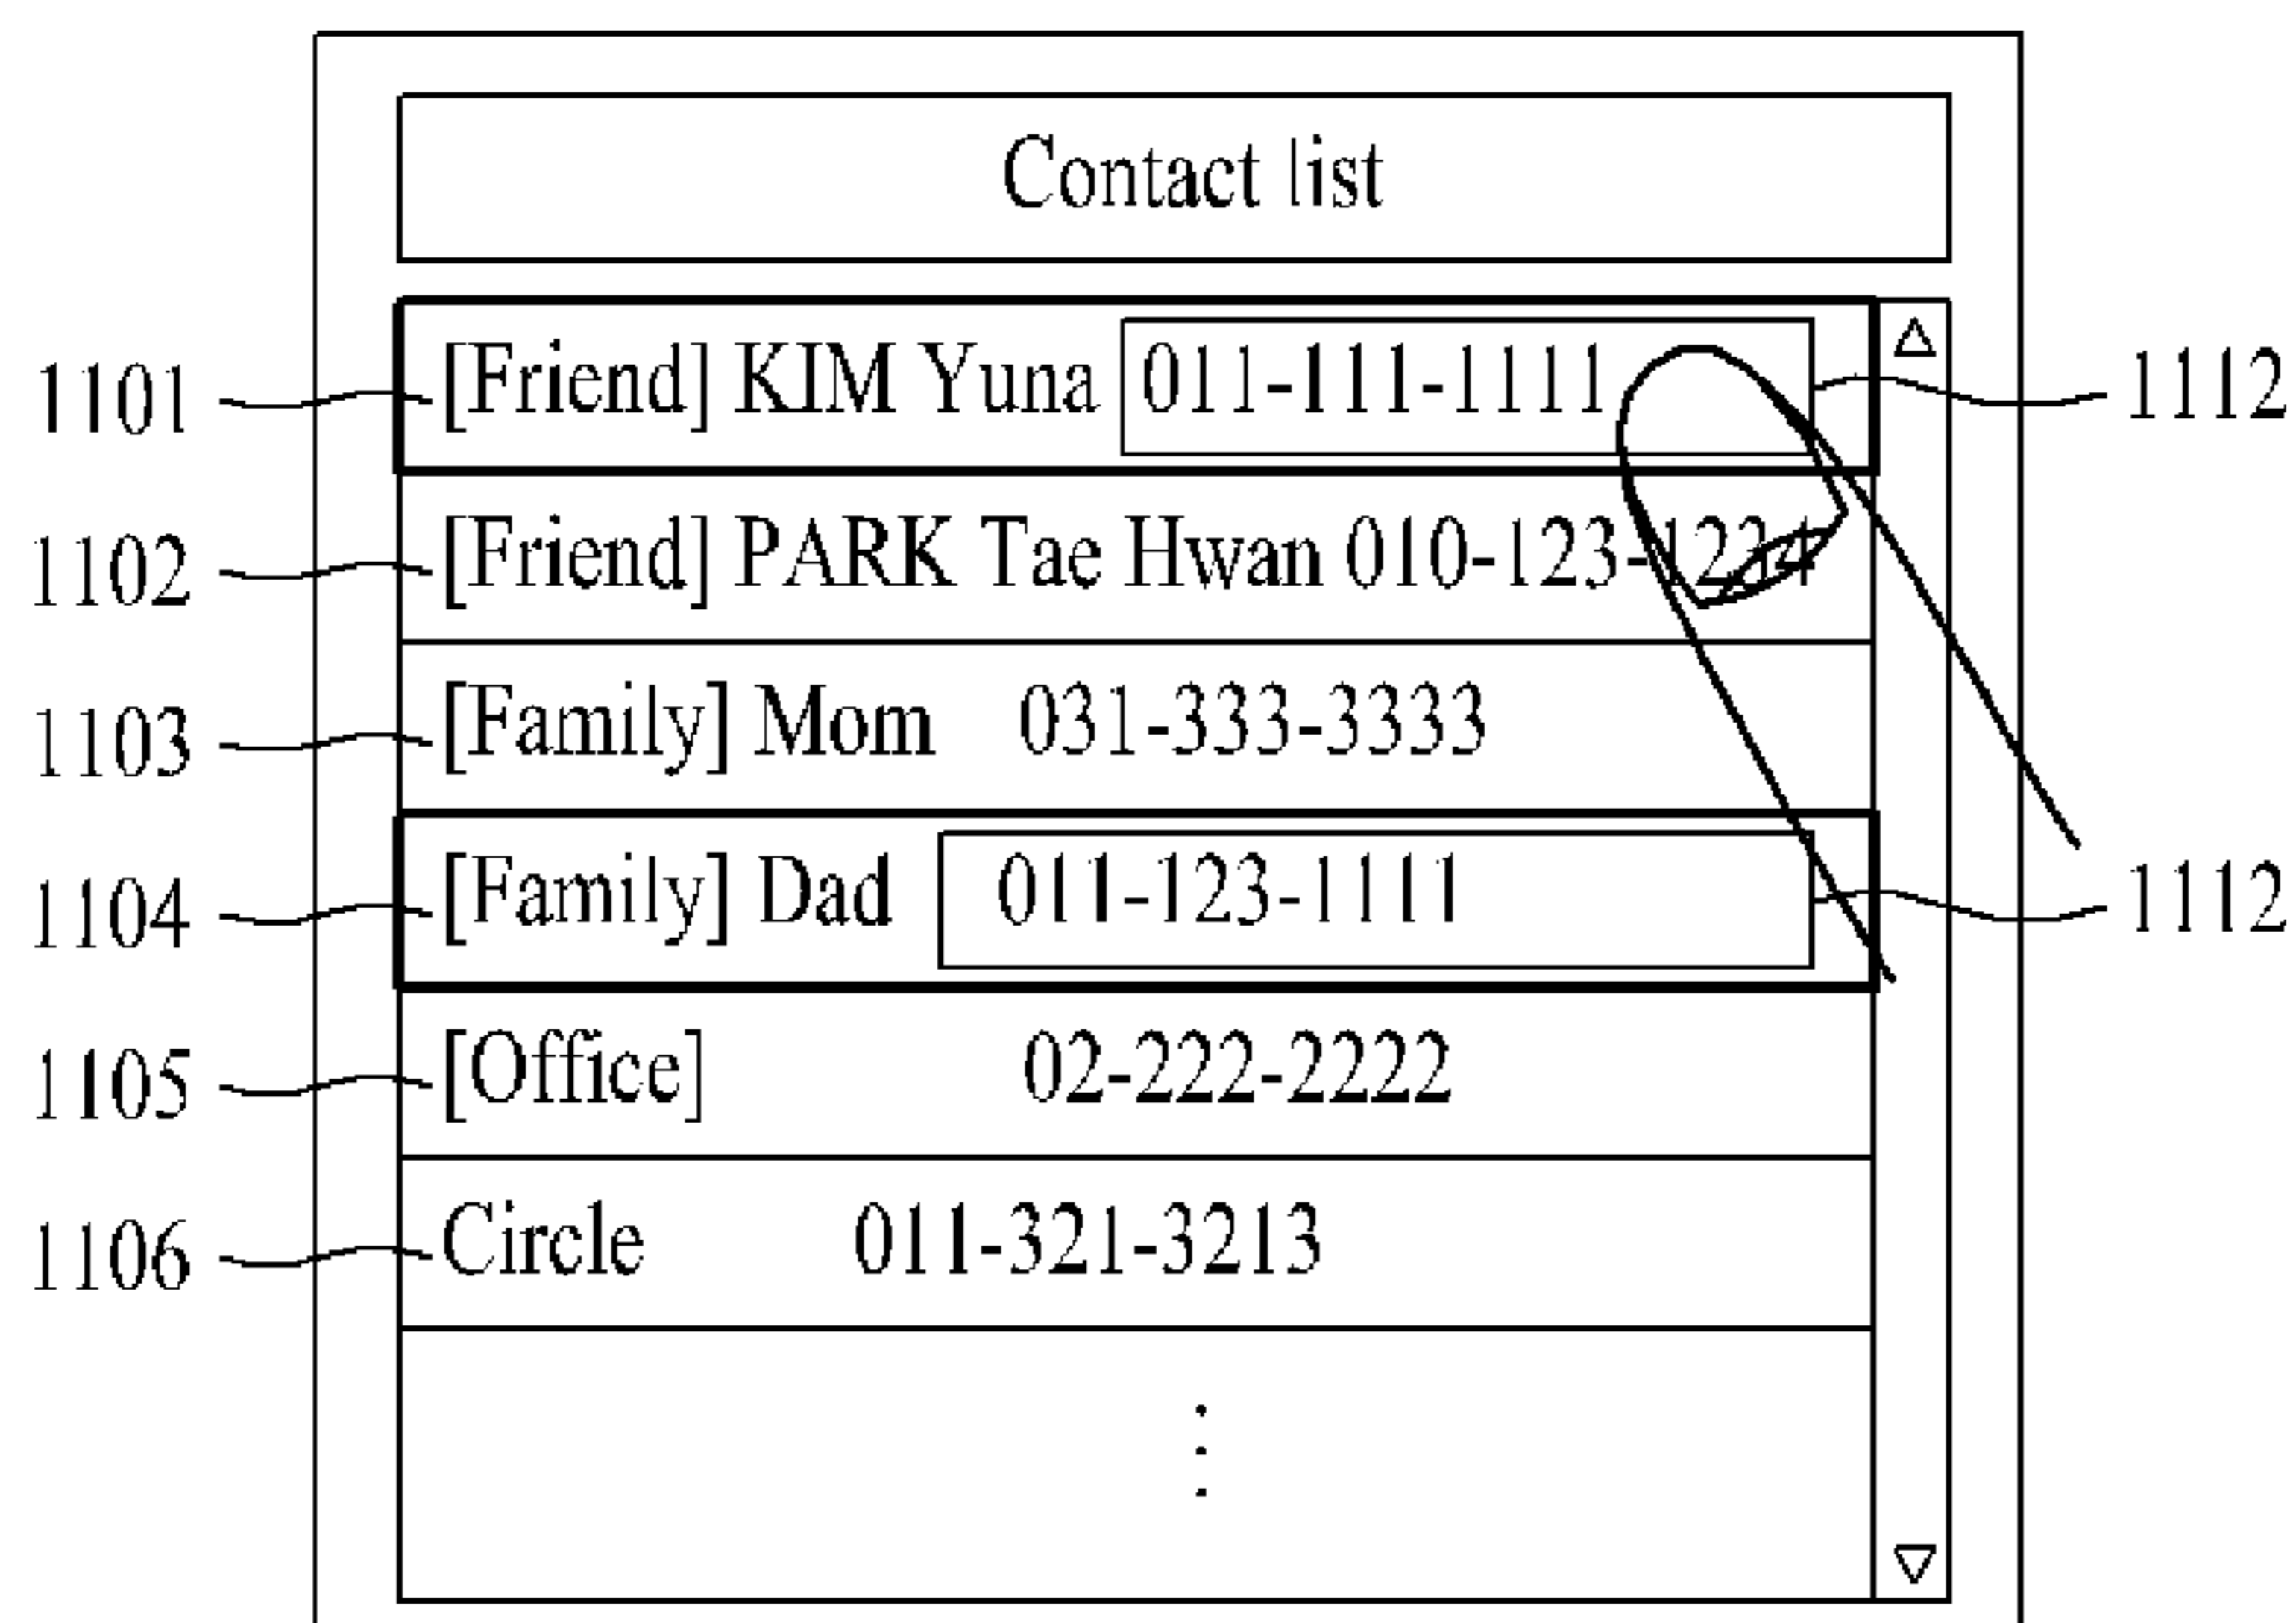 Contact list
1101 [Friend] KIM Yuna 011-111-1111 1112
1102 [Friend] PARK Tae Hwan 010-123-1234
1103 [Family] Mom 031-333-3333
1104 [Family] Dad 011-123-1111 1112
1105 [Office] 02-222-2222
1106 Circle 011-321-3213